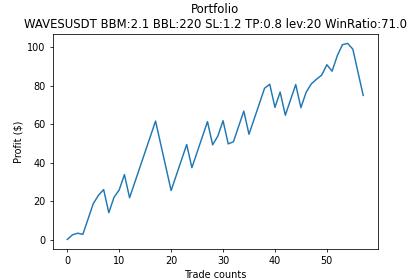 Portfolio
WAVESUSDT BBM:2.1 BBL:220 SL:1.2 TP:0.8 lev:20 WinRatio:71.0
100
80
60
40
20
0
Profit ($)
0 10 20 30 40 50
Trade counts